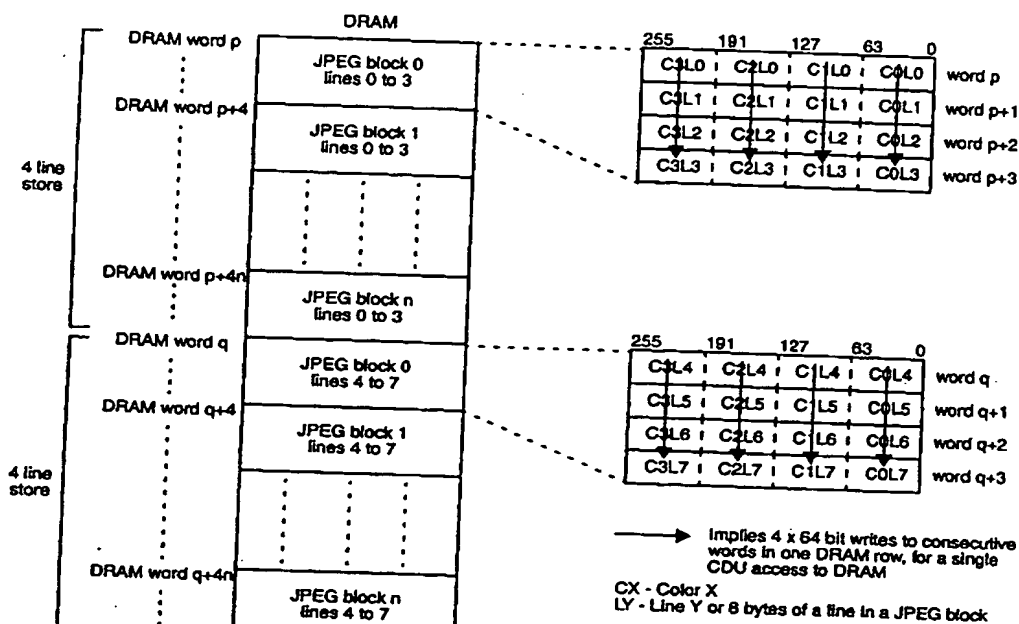 DRAM
DRAM word p
JPEG block 0
lines 0 to 3
DRAM word p+4
JPEG block 1
lines 0 to 3
4 line
store
DRAM word p+4n
JPEG block n
lines 0 to 3
DRAM word q
JPEG block 0
lines 4 to 7
DRAM word q+4
JPEG block 1
lines 4 to 7
4 line
store
DRAM word q+4n
JPEG block n
lines 4 to 7
255 191 127 63 0
C3L0 C2L0 C1L0 C0L0 word p
C3L1 C2L1 C1L1 C0L1 word p+1
C3L2 C2L2 C1L2 C0L2 word p+2
C3L3 C2L3 C1L3 C0L3 word p+3
255 191 127 63 0
C3L4 C2L4 C1L4 C0L4 word q
C3L5 C2L5 C1L5 C0L5 word q+1
C3L6 C2L6 C1L6 C0L6 word q+2
C3L7 C2L7 C1L7 C0L7 word q+3
Implies 4 x 64 bit writes to consecutive
words in one DRAM row, for a single
CDU access to DRAM
CX - Color X
LY - Line Y or 8 bytes of a line in a JPEG block